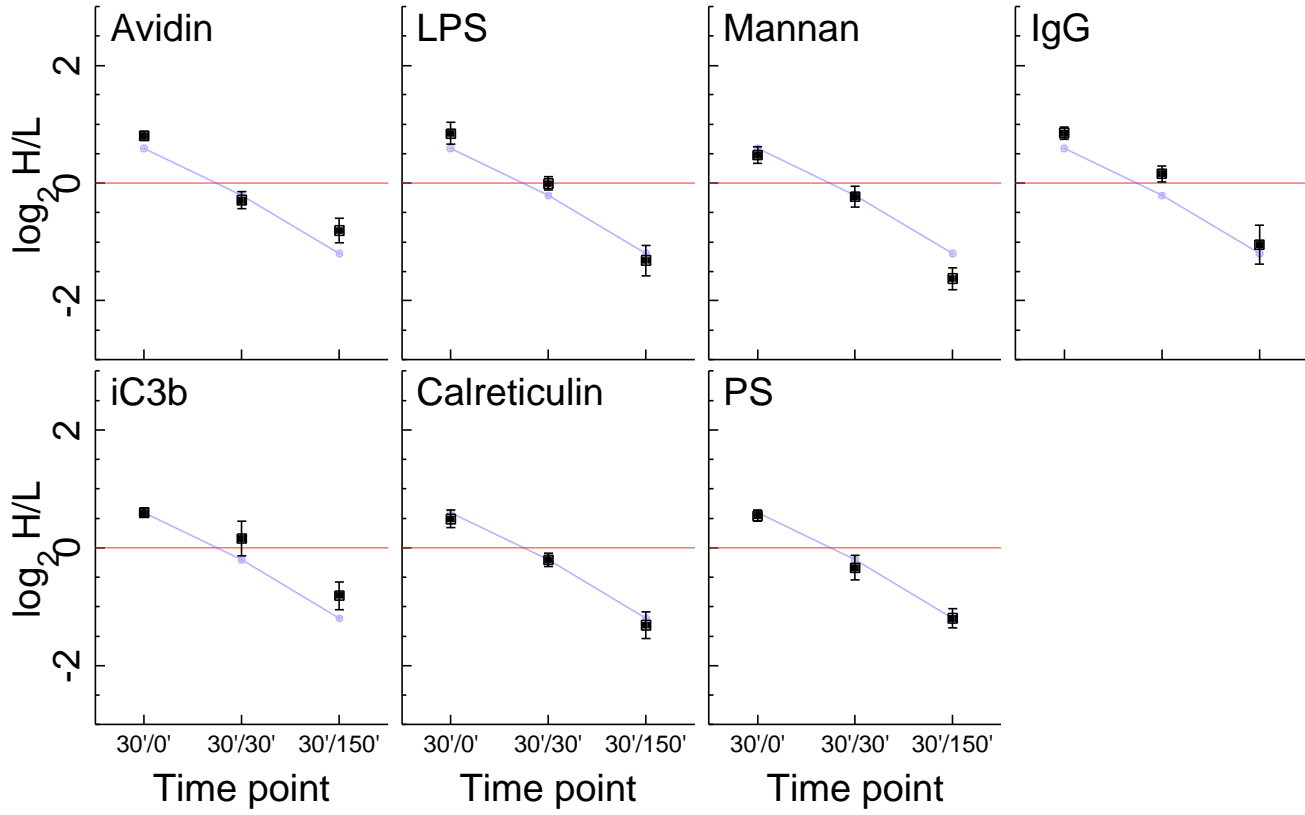 Avidin
LPS
Mannan
IgG
2
0
-2
log2 H/L
iC3b
Calreticulin
PS
2
0
-2
log2 H/L
30'/0' 30'/30' 30'/150'
30'/0' 30'/30' 30'/150'
30'/0' 30'/30' 30'/150'
Time point
Time point
Time point